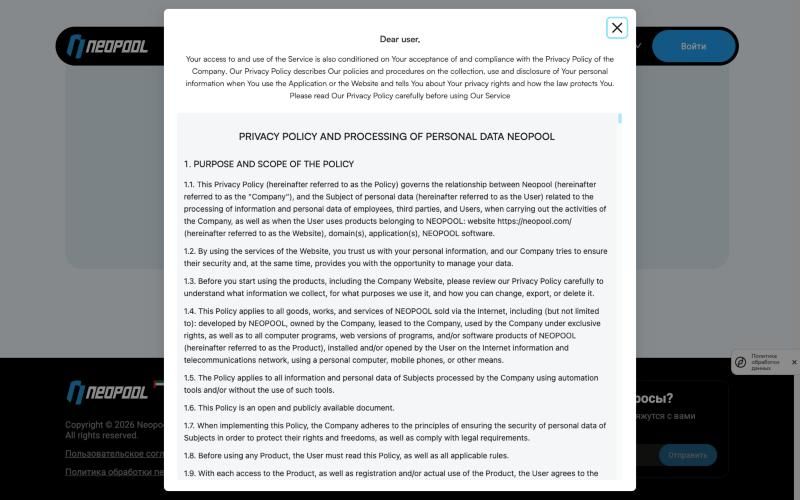 Dear user,
Your access to and use of the Service is also conditioned on Your acceptance of and compliance with the Privacy Policy of the
Company. Our Privacy Policy describes Our policies and procedures on the collection, use and disclosure of Your personal
information when You use the Application or the Website and tells You about Your privacy rights and how the law protects You.
Please read Our Privacy Policy carefully before using Our Service
NEOPOOL
Войти
PRIVACY POLICY AND PROCESSING OF PERSONAL DATA NEOPOOL
1. PURPOSE AND SCOPE OF THE POLICY
1.1. This Privacy Policy (hereinafter referred to as the Policy) governs the relationship between Neopool (hereinafter
referred to as the "Company"), and the Subject of personal data (hereinafter referred to as the User) related to the
processing of information and personal data of employees, third parties, and Users, when carrying out the activities of
the Company, as well as when the User uses products belonging to NEOPOOL: website https://neopool.com/
(hereinafter referred to as the Website), domain(s), application(s), NEOPOOL software.
1.2. By using the services of the Website, you trust us with your personal information, and our Company tries to ensure
their security and, at the same time, provides you with the opportunity to manage your data.
1.3. Before you start using the products, including the Company Website, please review our Privacy Policy carefully to
understand what information we collect, for what purposes we use it, and how you can change, export, or delete it.
1.4. This Policy applies to all goods, works, and services of NEOPOOL sold via the Internet, including (but not limited
to): developed by NEOPOOL, owned by the Company, leased to the Company, used by the Company under exclusive
rights, as well as to all computer programs, web versions of programs, and/or software products of NEOPOOL
(hereinafter referred to as the Product), installed and/or opened by the User on the Internet information and
telecommunications network, using a personal computer, mobile phones, or other means.
1.5. The Policy applies to all information and personal data of Subjects processed by the Company using automation
tools and/or without the use of such tools.
1.6. This Policy is an open and publicly available document.
1.7. When implementing this Policy, the Company adheres to the principles of ensuring the security of personal data of
Subjects in order to protect their rights and freedoms, as well as comply with legal requirements.
1.8. Before using any Product, the User must read this Policy, as well as all applicable rules.
1.9. With each access to the Product, as well as registration and/or actual use of the Product, the User agrees to the
Политика
обработки
данных
NEOPOOL
Copyright © 2026 Neopo
All rights reserved.
Пользовательское согл
Политика обработки пе
росы?
яжутся с вами
Отправить